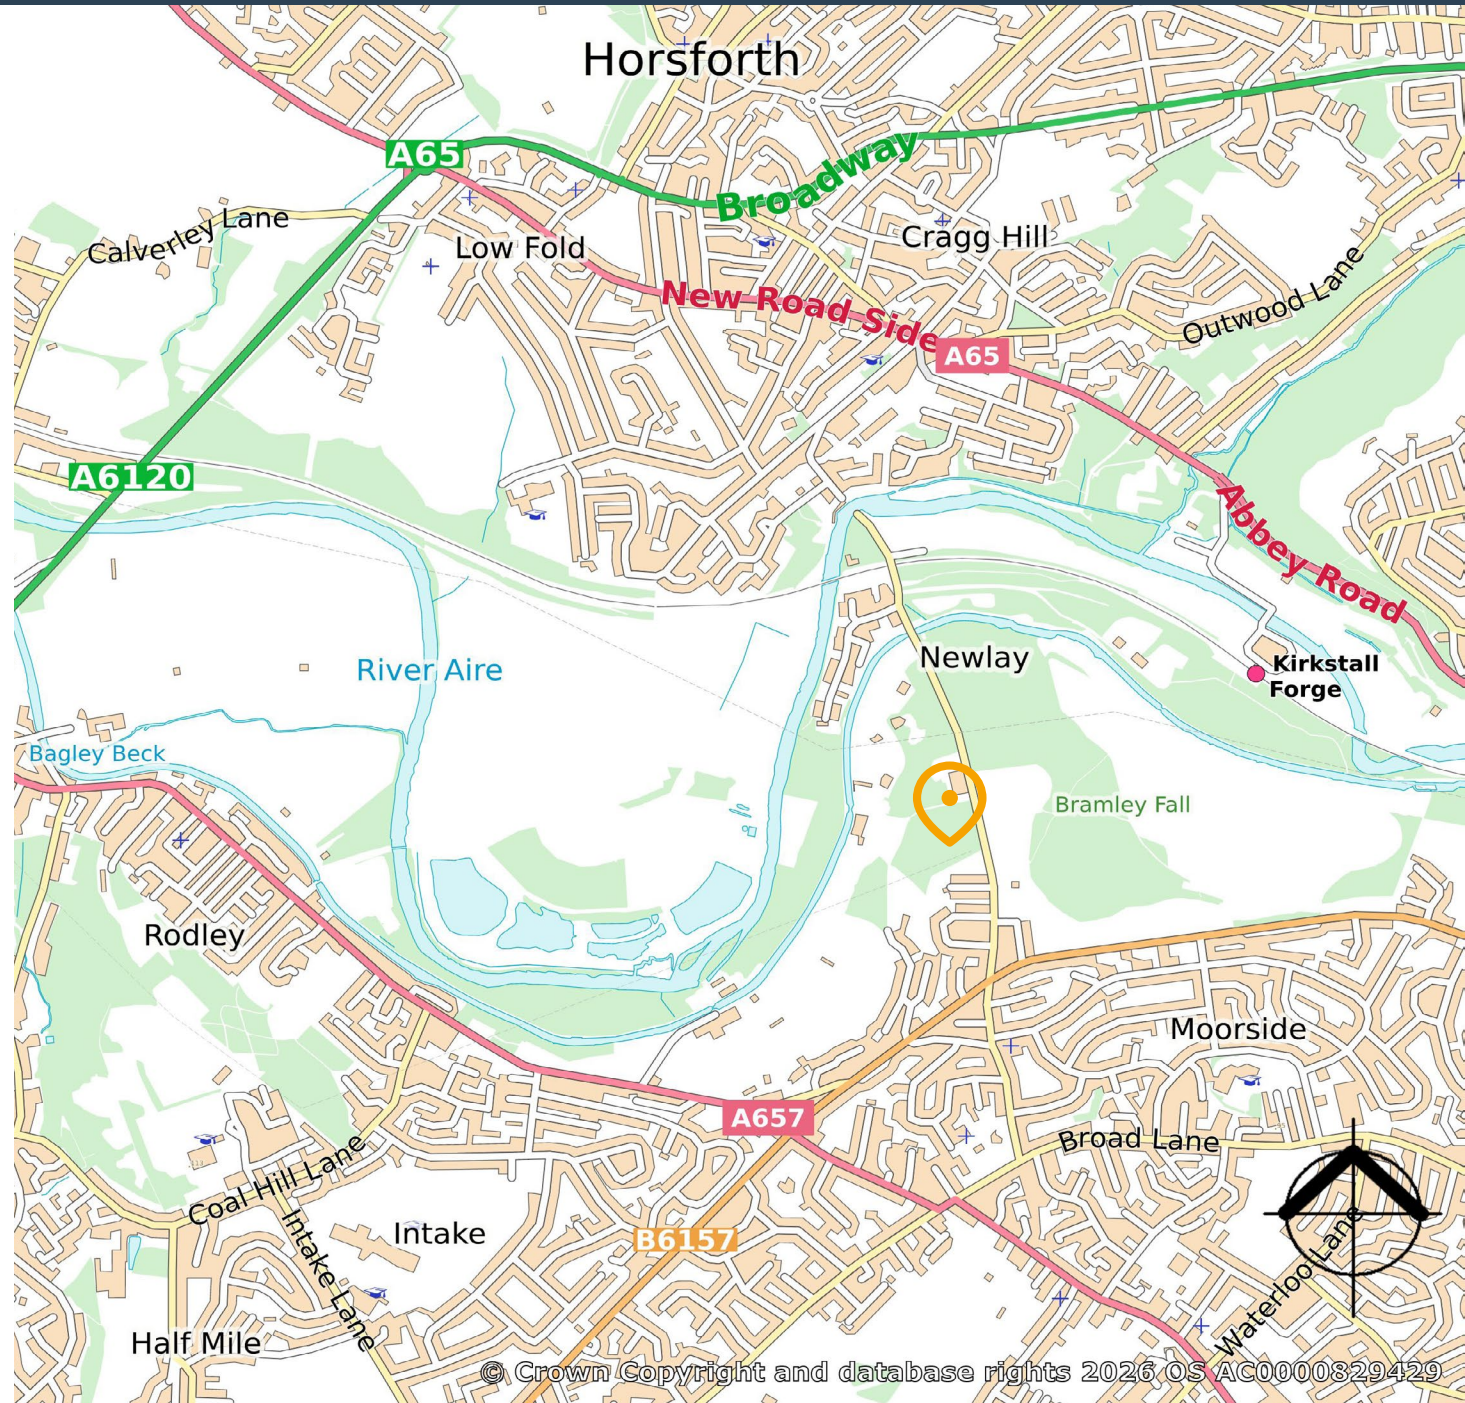 Horsforth
A65
Broadway
Calverley Lane
Low Fold
Cragg Hill
Outwood Lane
New Road Side
A65
A6120
Abbey Road
River Aire
Newlay
Kirkstall
Forge
Bagley Beck
Bramley Fall
Rodley
Moorside
A657
Broad Lane
Coal Hill Lane
Intake Lane
Intake
B6157
Waterloo Lane
Half Mile
© Crown Copyright and database rights 2026 OS AC0000829429